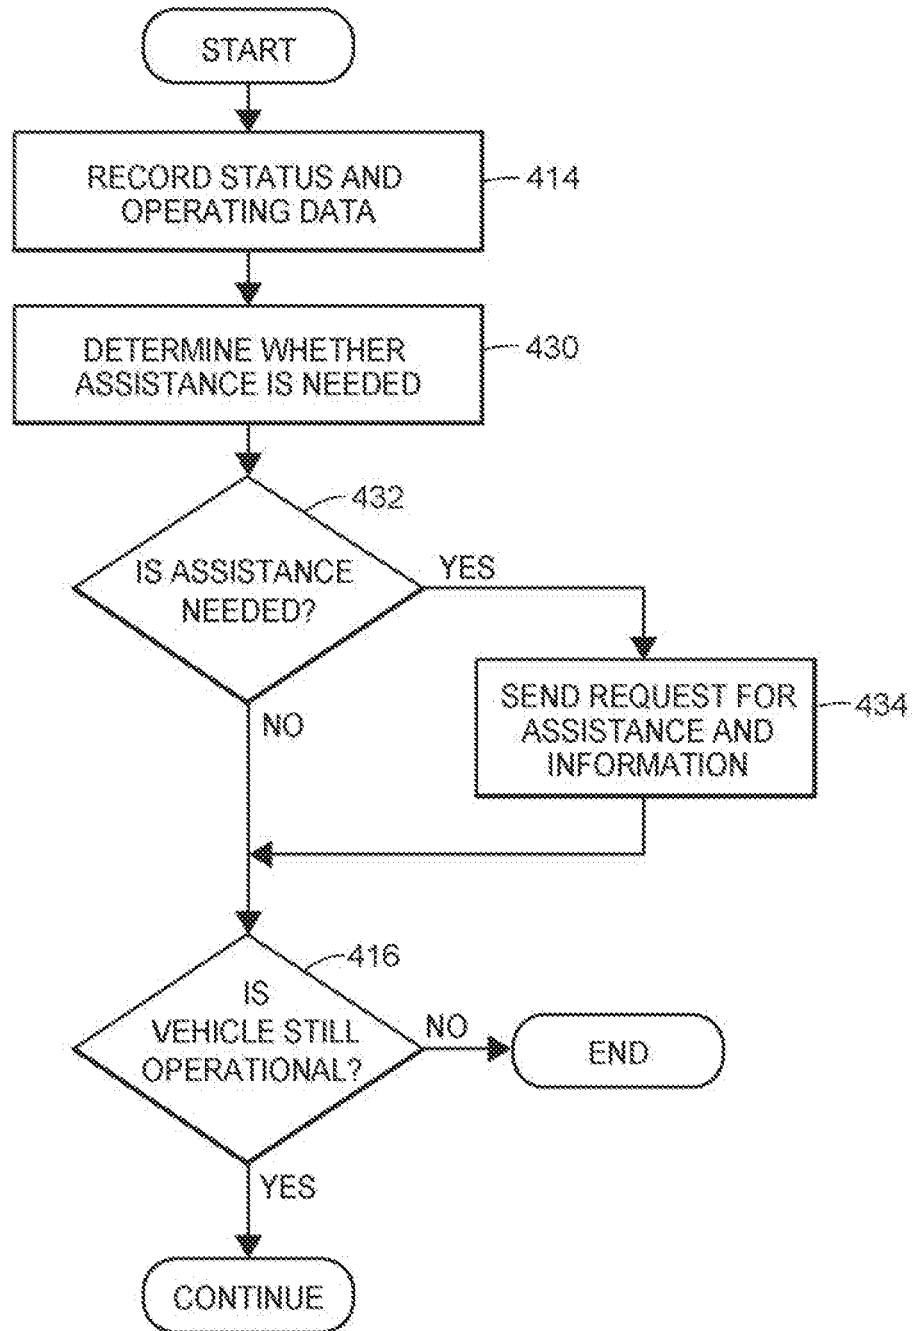 START
RECORD STATUS AND
OPERATING DATA
414
DETERMINE WHETHER
ASSISTANCE IS NEEDED
430
432
IS ASSISTANCE
NEEDED?
YES
NO
SEND REQUEST FOR
ASSISTANCE AND
INFORMATION
434
416
IS
VEHICLE STILL
OPERATIONAL?
NO
END
YES
CONTINUE